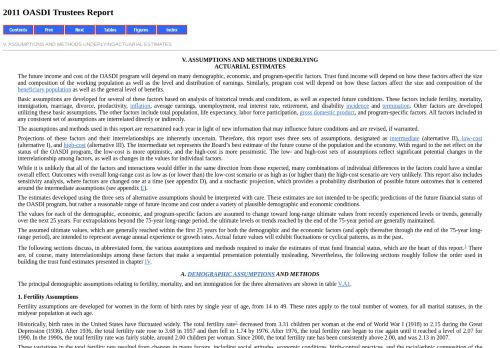 2011 OASDI Trustees Report
Contents Prev Next Tables Figures Index
V. ASSUMPTIONS AND METHODS UNDERLYINGACTUARIAL ESTIMATES
V. ASSUMPTIONS AND METHODS UNDERLYING
ACTUARIAL ESTIMATES
The future income and cost of the OASDI program will depend on many demographic, economic, and program-specific factors. Trust fund income will depend on how these factors affect the size
and composition of the working population as well as the level and distribution of earnings. Similarly, program cost will depend on how these factors affect the size and composition of the
beneficiary population as well as the general level of benefits.
Basic assumptions are developed for several of these factors based on analysis of historical trends and conditions, as well as expected future conditions. These factors include fertility, mortality,
immigration, marriage, divorce, productivity, inflation, average earnings, unemployment, real interest rate, retirement, and disability incidence and termination. Other factors are developed
utilizing these basic assumptions. The other factors include total population, life expectancy, labor force participation, gross domestic product, and program-specific factors. All factors included in
any consistent set of assumptions are interrelated directly or indirectly.
The assumptions and methods used in this report are reexamined each year in light of new information that may influence future conditions and are revised, if warranted.
Projections of these factors and their interrelationships are inherently uncertain. Therefore, this report uses three sets of assumptions, designated as intermediate (alternative II), low-cost
(alternative I), and high-cost (alternative III). The intermediate set represents the Board's best estimate of the future course of the population and the economy. With regard to the net effect on the
status of the OASDI program, the low-cost is more optimistic, and the high-cost is more pessimistic. The low- and high-cost sets of assumptions reflect significant potential changes in the
interrelationship among factors, as well as changes in the values for individual factors.
While it is unlikely that all of the factors and interactions would differ in the same direction from those expected, many combinations of individual differences in the factors could have a similar
overall effect. Outcomes with overall long-range cost as low as (or lower than) the low-cost scenario or as high as (or higher than) the high-cost scenario are very unlikely. This report also includes
sensitivity analysis, where factors are changed one at a time (see appendix D), and a stochastic projection, which provides a probability distribution of possible future outcomes that is centered
around the intermediate assumptions (see appendix E).
The estimates developed using the three sets of alternative assumptions should be interpreted with care. These estimates are not intended to be specific predictions of the future financial status of
the OASDI program, but rather a reasonable range of future income and cost under a variety of plausible demographic and economic conditions.
The values for each of the demographic, economic, and program-specific factors are assumed to change toward long-range ultimate values from recently experienced levels or trends, generally
over the next 25 years. For extrapolations beyond the 75-year long-range period, the ultimate levels or trends reached by the end of the 75-year period are generally maintained.
The assumed ultimate values, which are generally reached within the first 25 years for both the demographic and the economic factors (and apply thereafter through the end of the 75-year long-
range period), are intended to represent average annual experience or growth rates. Actual future values will exhibit fluctuations or cyclical patterns, as in the past.
The following sections discuss, in abbreviated form, the various assumptions and methods required to make the estimates of trust fund financial status, which are the heart of this report.1 There
are, of course, many interrelationships among these factors that make a sequential presentation potentially misleading. Nevertheless, the following sections roughly follow the order used in
building the trust fund estimates presented in chapter IV.
A. DEMOGRAPHIC ASSUMPTIONS AND METHODS
The principal demographic assumptions relating to fertility, mortality, and net immigration for the three alternatives are shown in table V.A1.
1. Fertility Assumptions
Fertility assumptions are developed for women in the form of birth rates by single year of age, from 14 to 49. These rates apply to the total number of women, for all marital statuses, in the
midyear population at each age.
Historically, birth rates in the United States have fluctuated widely. The total fertility rate2 decreased from 3.31 children per woman at the end of World War I (1918) to 2.15 during the Great
Depression (1936). After 1936, the total fertility rate rose to 3.68 in 1957 and then fell to 1.74 by 1976. After 1976, the total fertility rate began to rise again until it reached a level of 2.07 for
1990. In the 1990s, the total fertility rate was fairly stable, around 2.00 children per woman. Since 2000, the total fertility rate has been consistently above 2.00, and was 2.13 in 2007.